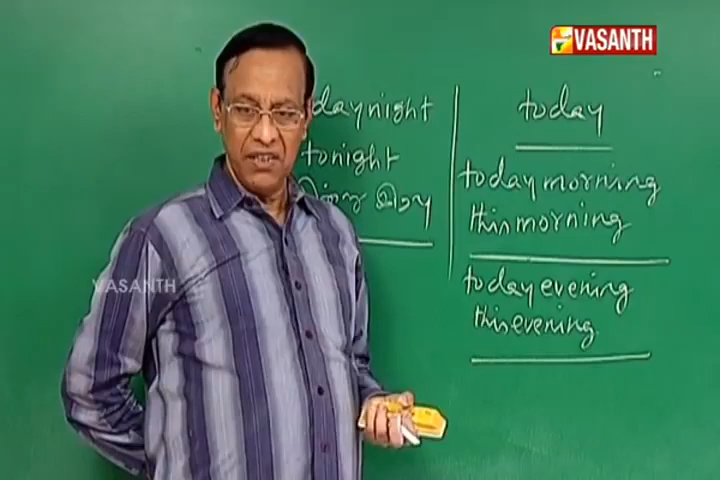 VASANTH
daynight
tonight
இன்று இரவு
today
today morning
this morning
today evening
this evening.
VASANTH